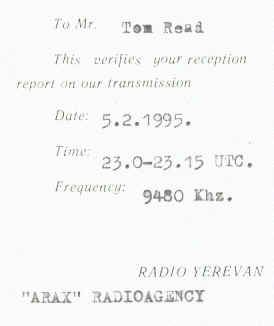 To Mr. Tom Read
This verifies your reception
report on our transmission
Date: 5.2.1995.
Time: 23.0-23.15 UTC.
Frequency: 9480 Khz.
RADIO YEREVAN
"ARAX" RADIOAGENCY